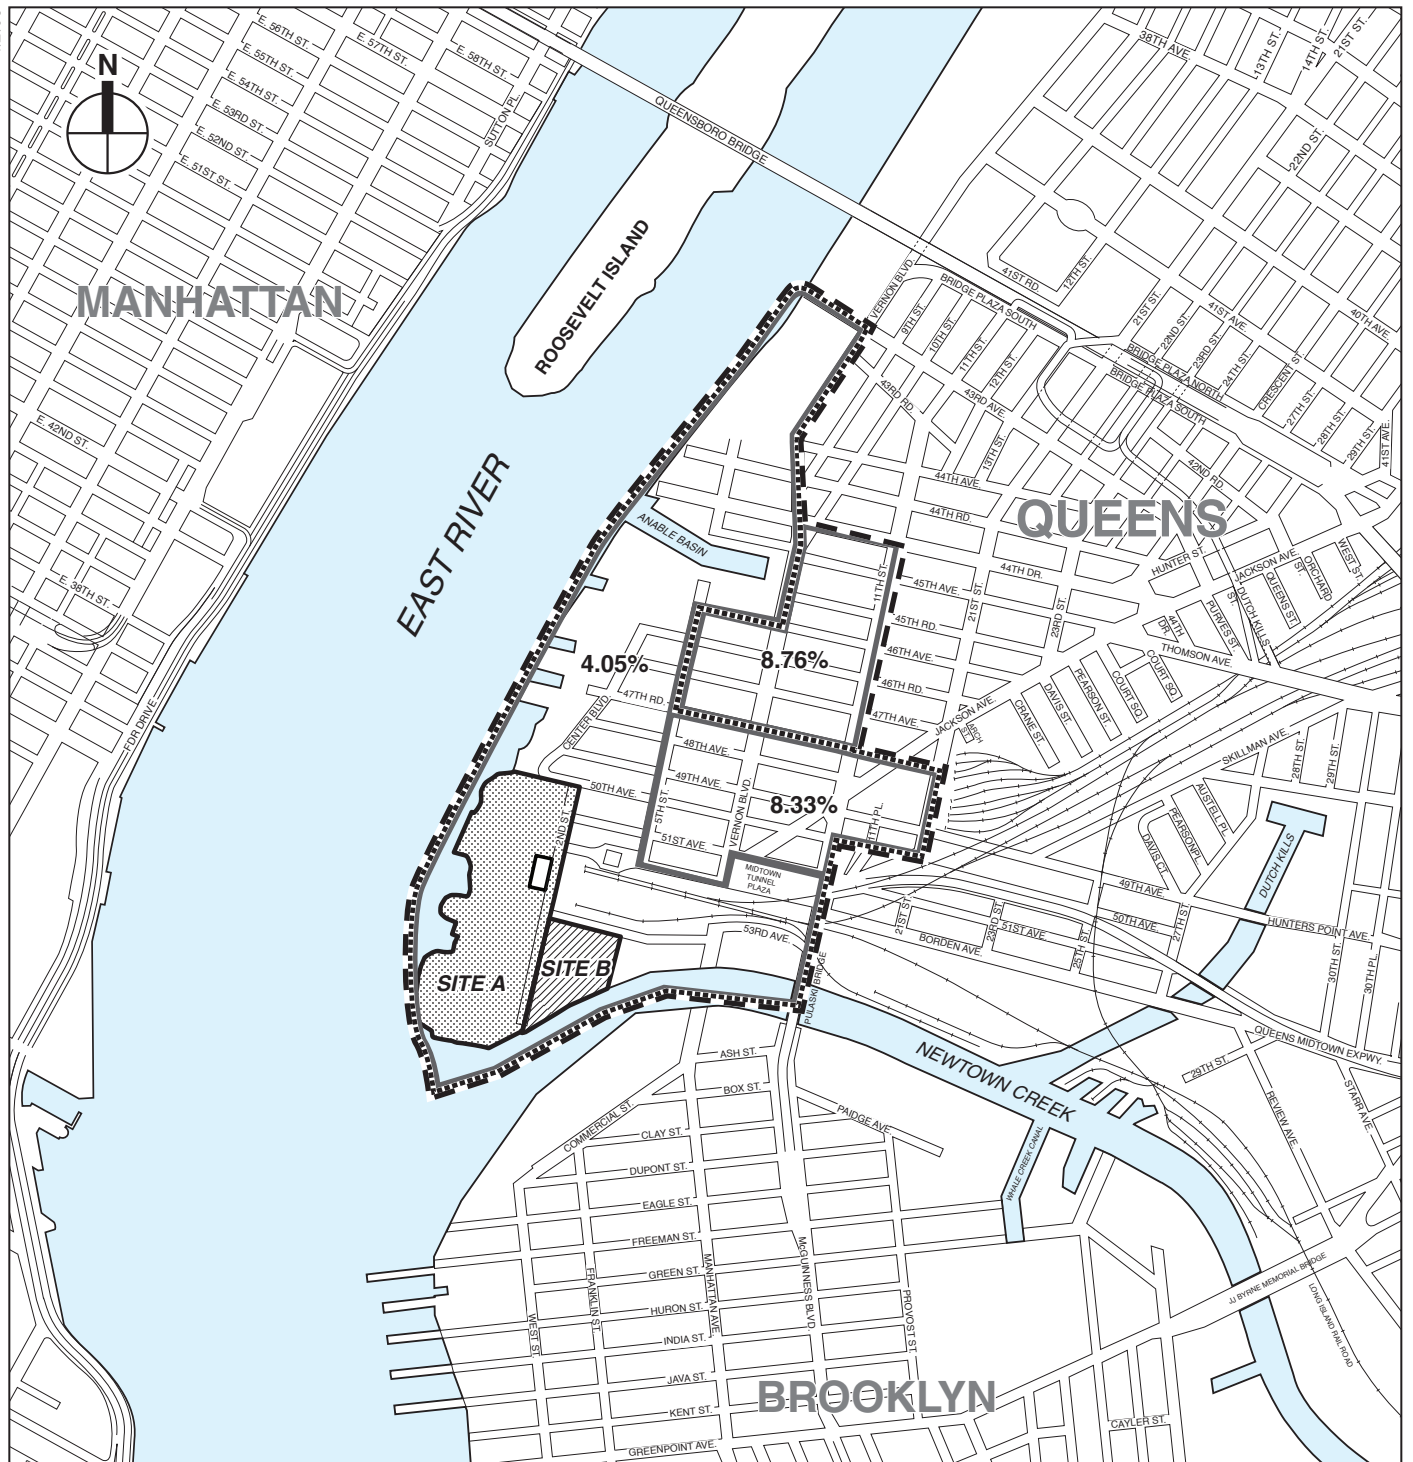 N
E. 56TH ST.
E. 57TH ST.
E. 58TH ST.
E. 55TH ST.
E. 54TH ST.
E. 53RD ST.
E. 52ND ST.
E. 51ST ST.
SUTTON PL.
QUEENSBORO BRIDGE
38TH AVE.
13TH ST.
14TH ST.
21ST ST.
22ND ST.
MANHATTAN
ROOSEVELT ISLAND
VERNON BLVD.
BRIDGE PLAZA SOUTH
41ST RD.
12TH ST.
9TH ST.
10TH ST.
11TH ST.
12TH ST.
21ST ST.
22ND ST.
23RD ST.
24TH ST.
41ST AVE.
40TH AVE.
BRIDGE PLAZA NORTH
BRIDGE PLAZA SOUTH
CRESCENT ST.
27TH ST.
28TH ST.
29TH ST.
41ST AVE.
43RD RD.
43RD AVE.
13TH ST.
42ND RD.
E. 42ND ST.
EAST RIVER
44TH AVE.
44TH RD.
QUEENS
ANABLE BASIN
44TH DR.
HUNTER ST.
JACKSON AVE.
WEST ST.
ORCHARD
ST.
QUEENS ST.
DUTCH KILLS
ST.
PURVES ST.
44TH
DR.
THOMSON AVE.
E. 38TH ST.
11TH ST.
45TH AVE.
45TH RD.
46TH AVE.
46TH RD.
47TH AVE.
21ST ST.
23RD ST.
4.05%
8.76%
47TH RD.
CENTER BLVD.
COURT SQ.
COURT SQ.
PEARSON ST.
DAVIS ST.
CRANE ST.
JACKSON AVE.
ARCH
ST.
FDR DRIVE
48TH AVE.
49TH AVE.
50TH AVE.
51ST AVE.
5TH ST.
VERNON BLVD.
8.33%
11TH PL.
2ND ST.
SKILLMAN AVE.
28TH ST.
29TH ST.
AUSTELL PL.
PEARSON PL.
DAVIS CT.
MIDTOWN
TUNNEL
PLAZA
DUTCH KILLS
49TH AVE.
50TH AVE.
51ST AVE.
HUNTERS POINT AVE.
21ST ST.
23RD ST.
25TH ST.
27TH ST.
30TH ST.
30TH PL.
53RD AVE.
BORDEN AVE.
SITE A
SITE B
PULASKI BRIDGE
QUEENS MIDTOWN EXPWY.
NEWTOWN CREEK
29TH ST.
REVIEW AVE.
STARR AVE.
ASH ST.
BOX ST.
COMMERCIAL ST.
PAIDGE AVE.
CLAY ST.
DUPONT ST.
EAGLE ST.
FREEMAN ST.
GREEN ST.
HURON ST.
INDIA ST.
JAVA ST.
KENT ST.
GREENPOINT AVE.
WEST ST.
FRANKLIN ST.
MANHATTAN AVE.
McGUINNESS BLVD.
PROVOST ST.
WHALE CREEK CANAL
JJ BYRNE MEMORIAL BRIDGE
LONG ISLAND RAIL ROAD
BROOKLYN
CAYLER ST.